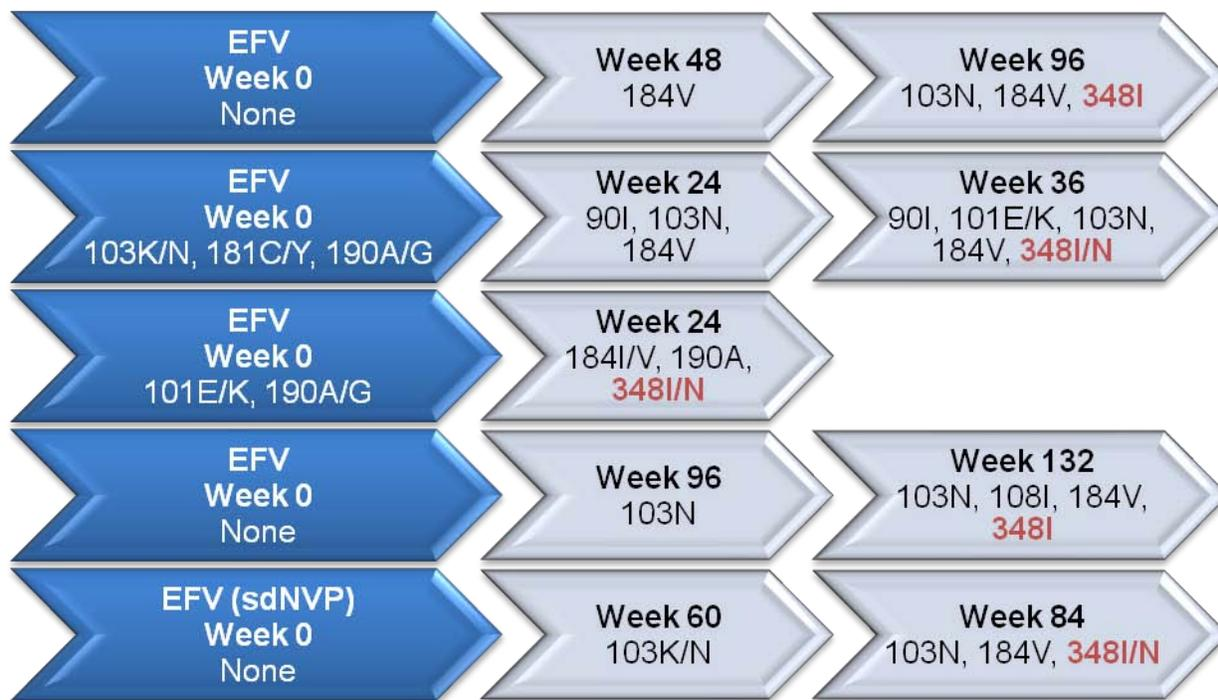 EFV
Week 0
None
Week 48
184V
Week 96
103N, 184V, 348I
EFV
Week 0
103K/N, 181C/Y, 190A/G
Week 24
90I, 103N,
184V
Week 36
90I, 101E/K, 103N,
184V, 348I/N
EFV
Week 0
101E/K, 190A/G
Week 24
184I/V, 190A,
348I/N
EFV
Week 0
None
Week 96
103N
Week 132
103N, 108I, 184V,
348I
EFV (sdNVP)
Week 0
None
Week 60
103K/N
Week 84
103N, 184V, 348I/N